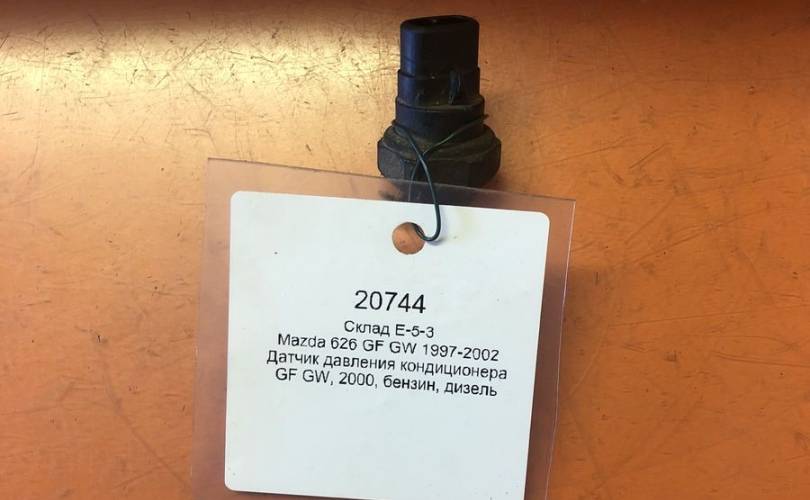 20744
Склад Е-5-3
Mazda 626 GF GW 1997-2002
Датчик давления кондиционера
GF GW, 2000, бензин, дизель